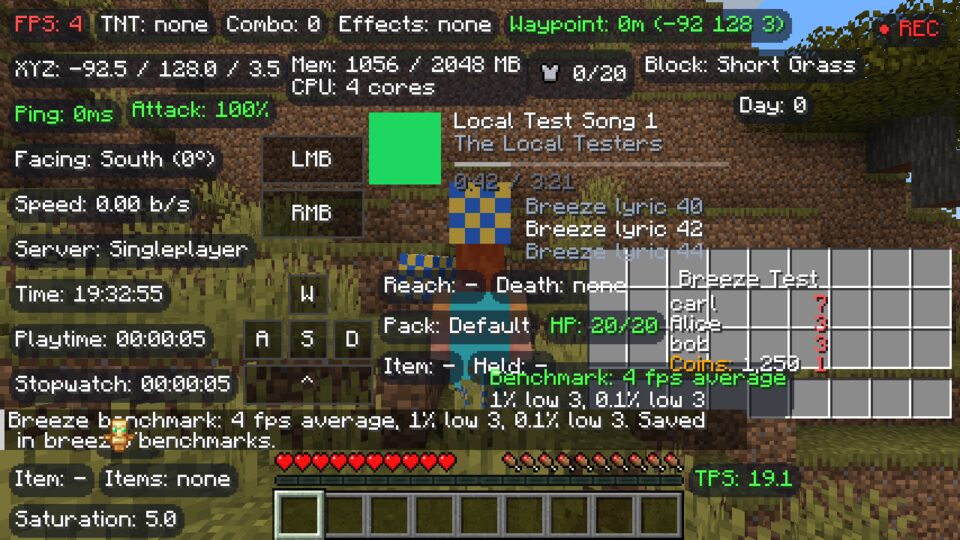 FPS: 4 TNT: none Combo: 0 Effects: none Waypoint: 0m (-92 128 3)
REC
XYZ: -92.5 / 128.0 / 3.5
Mem: 1056 / 2048 MB
CPU: 4 cores
0/20
Block: Short Grass
Ping: 0ms
Attack: 100%
Day: 0
Local Test Song 1
The Local Testers
0:42 / 3:21
Facing: South (0°)
LMB
Speed: 0.00 b/s
RMB
Breeze lyric 40
Breeze lyric 42
Breeze lyric 44
Server: Singleplayer
Reach: - Death: none
Breeze Test
Time: 19:32:55
W
carl 7
Alice 3
bob 3
Coins: 1,250 1
Playtime: 00:00:05
A S D
Pack: Default
HP: 20/20
Item: - Held: -
Stopwatch: 00:00:05
^
Benchmark: 4 fps average
1% low 3, 0.1% low 3
Breeze benchmark: 4 fps average, 1% low 3, 0.1% low 3. Saved
in breeze benchmarks.
Item: - Items: none
TPS: 19.1
Saturation: 5.0